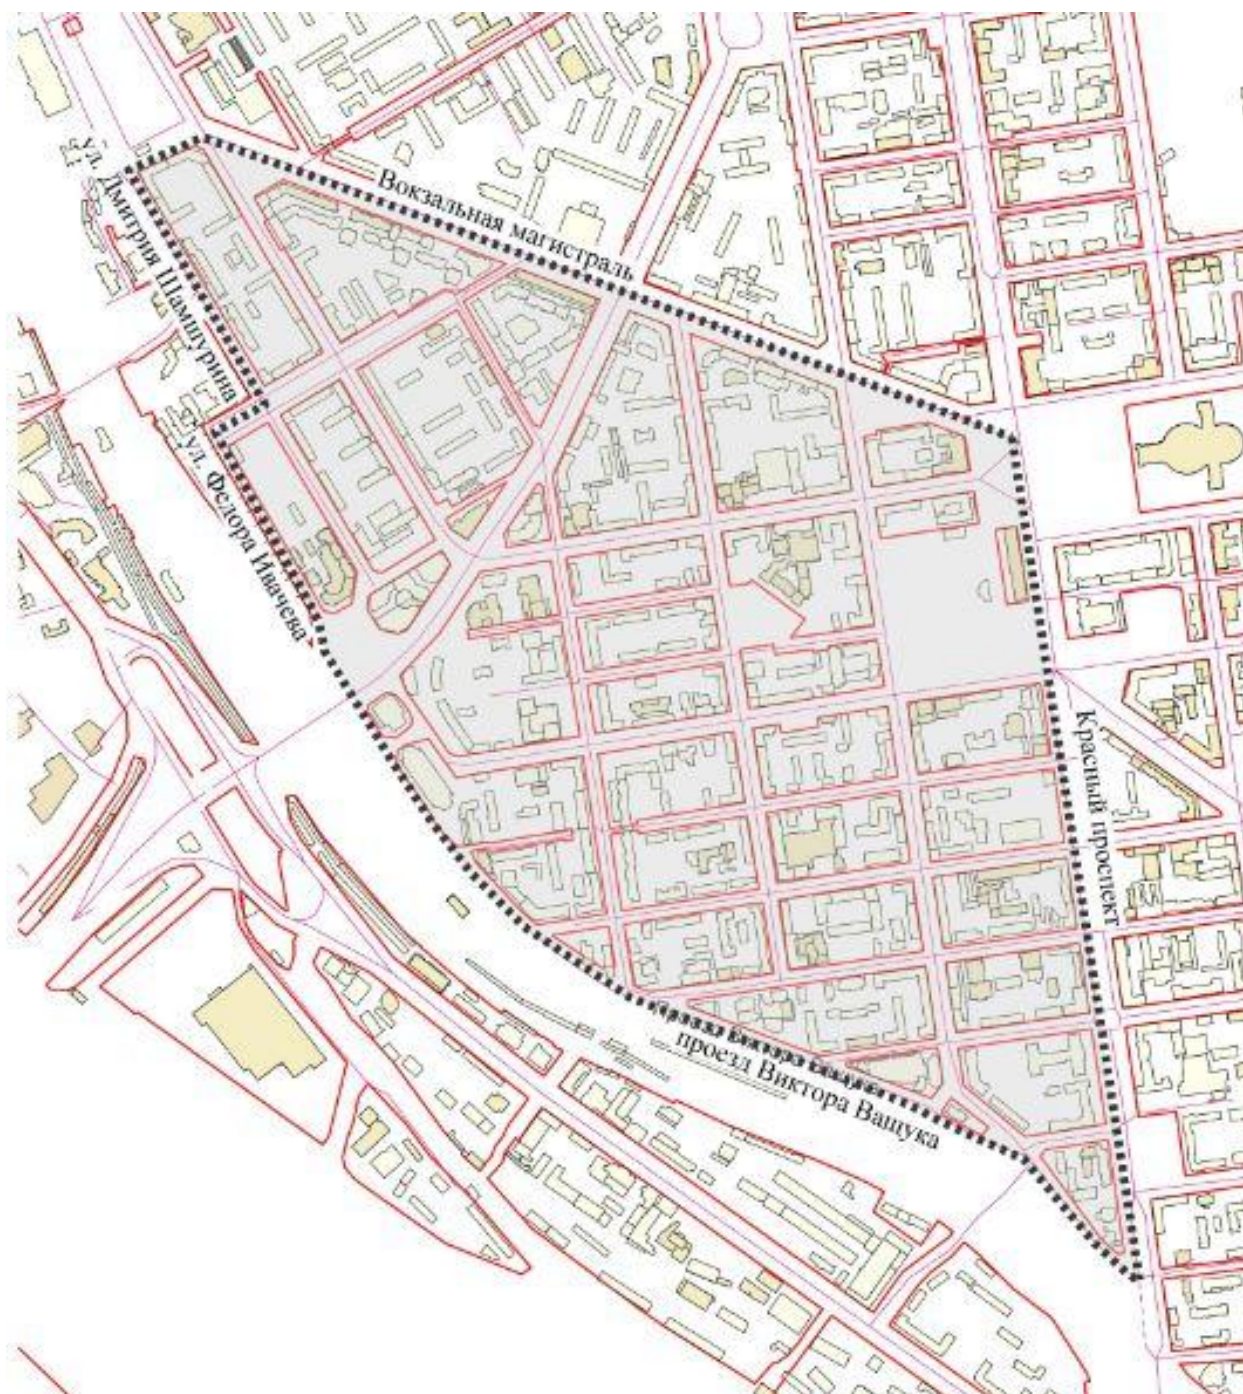 Вокзальная магистраль
ул. Дмитрия Шамшурина
ул. Федора Ивачева
Красный проспект
проезд Виктора Ващука